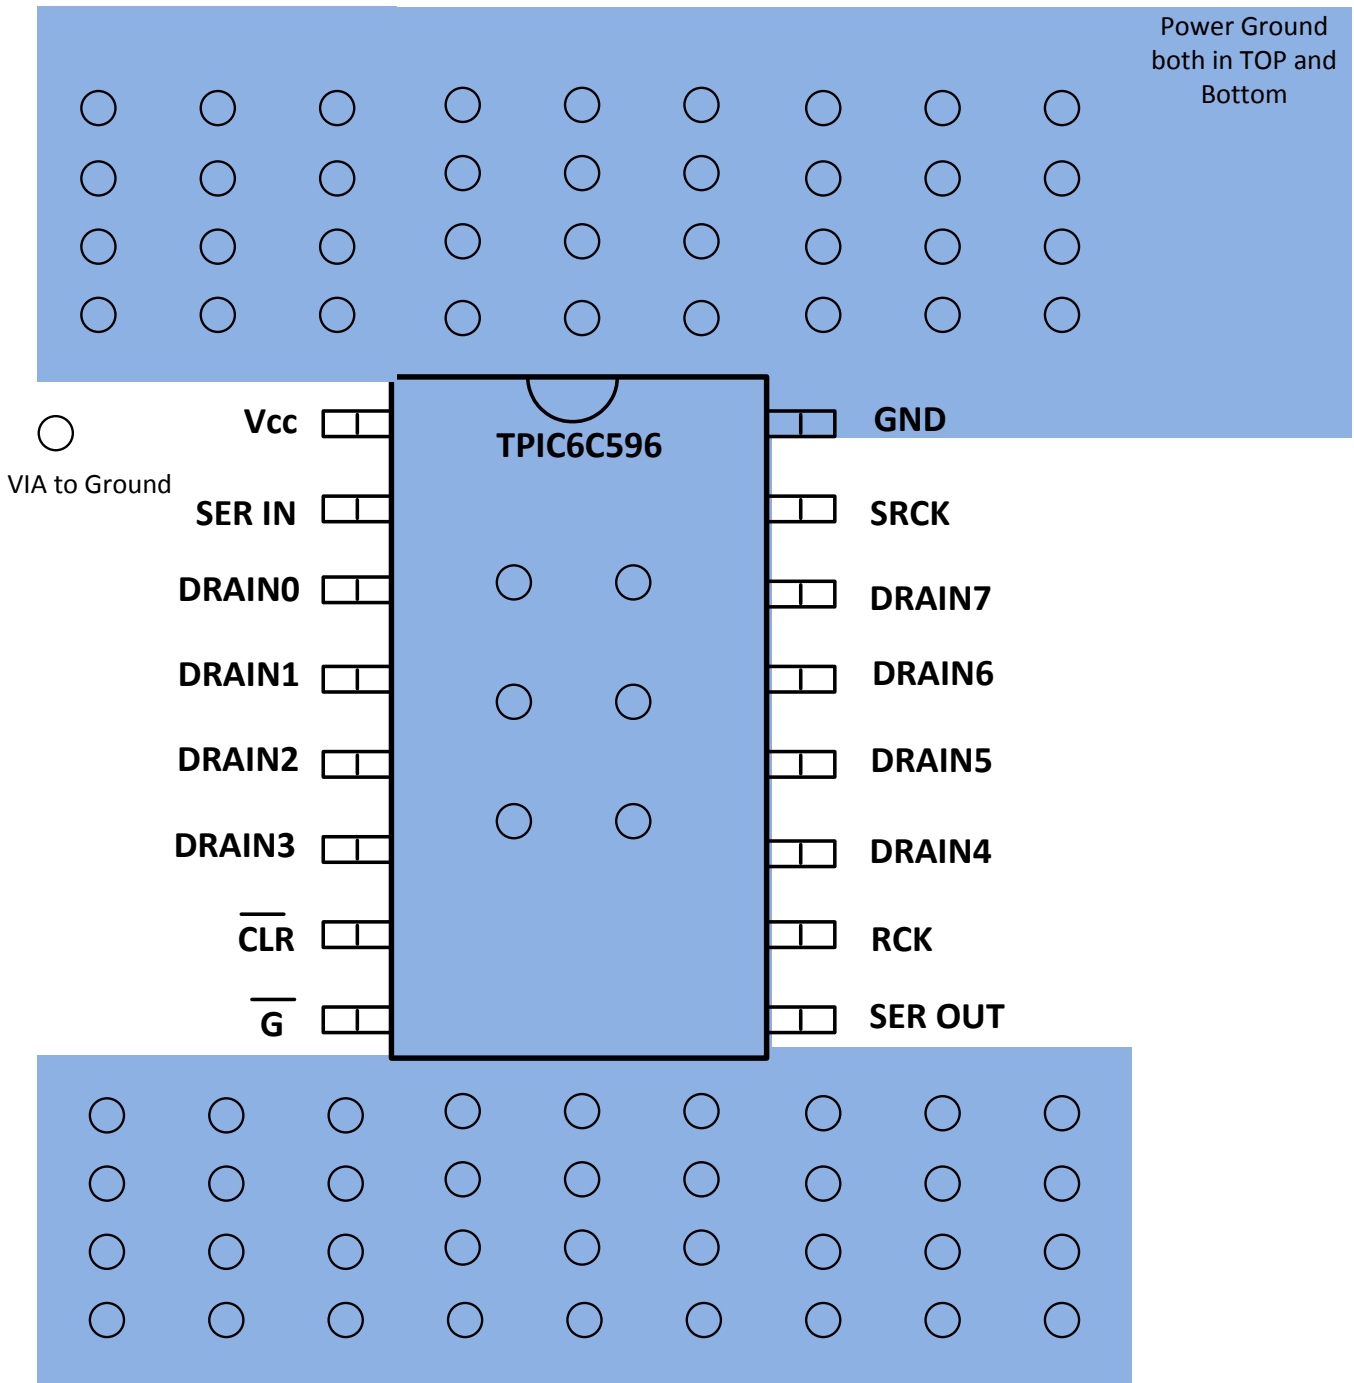 Power Ground
both in TOP and
Bottom
Vcc
GND
TPIC6C596
VIA to Ground
SER IN
SRCK
DRAIN0
DRAIN7
DRAIN1
DRAIN6
DRAIN2
DRAIN5
DRAIN3
DRAIN4
C̅L̅R̅
RCK
G̅
SER OUT